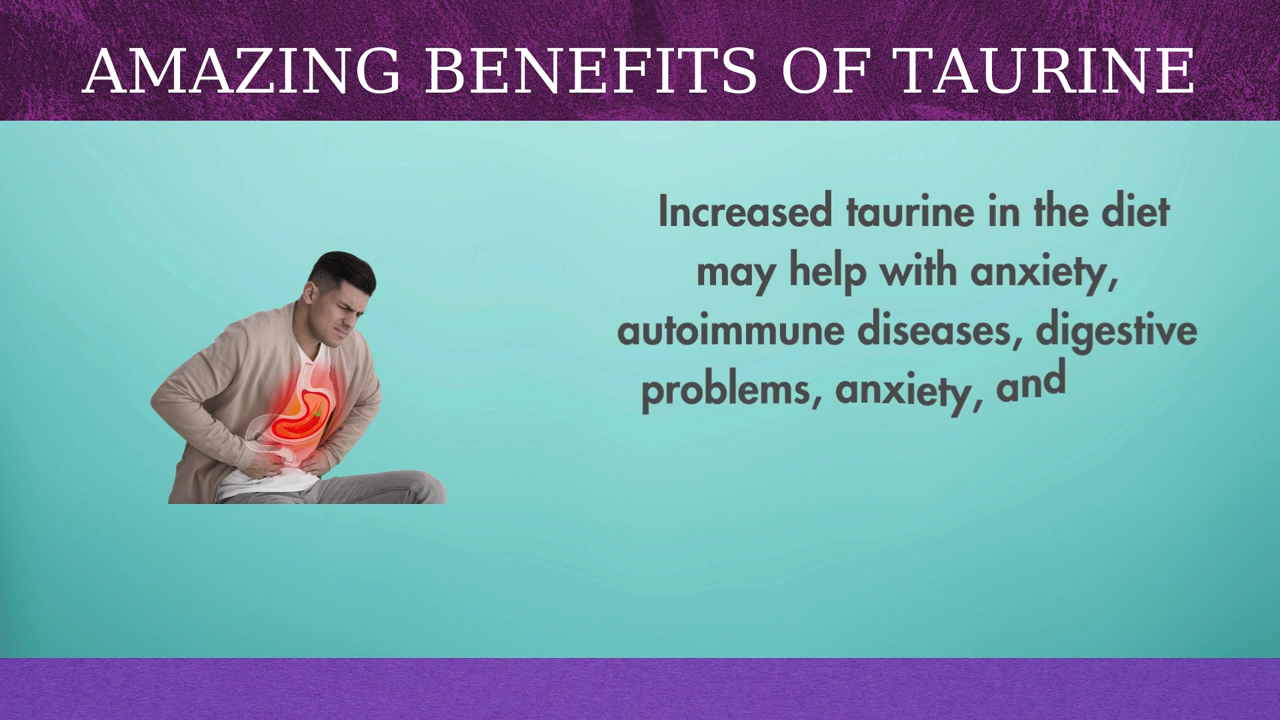 AMAZING BENEFITS OF TAURINE
Increased taurine in the diet
may help with anxiety,
autoimmune diseases, digestive
problems, anxiety, and